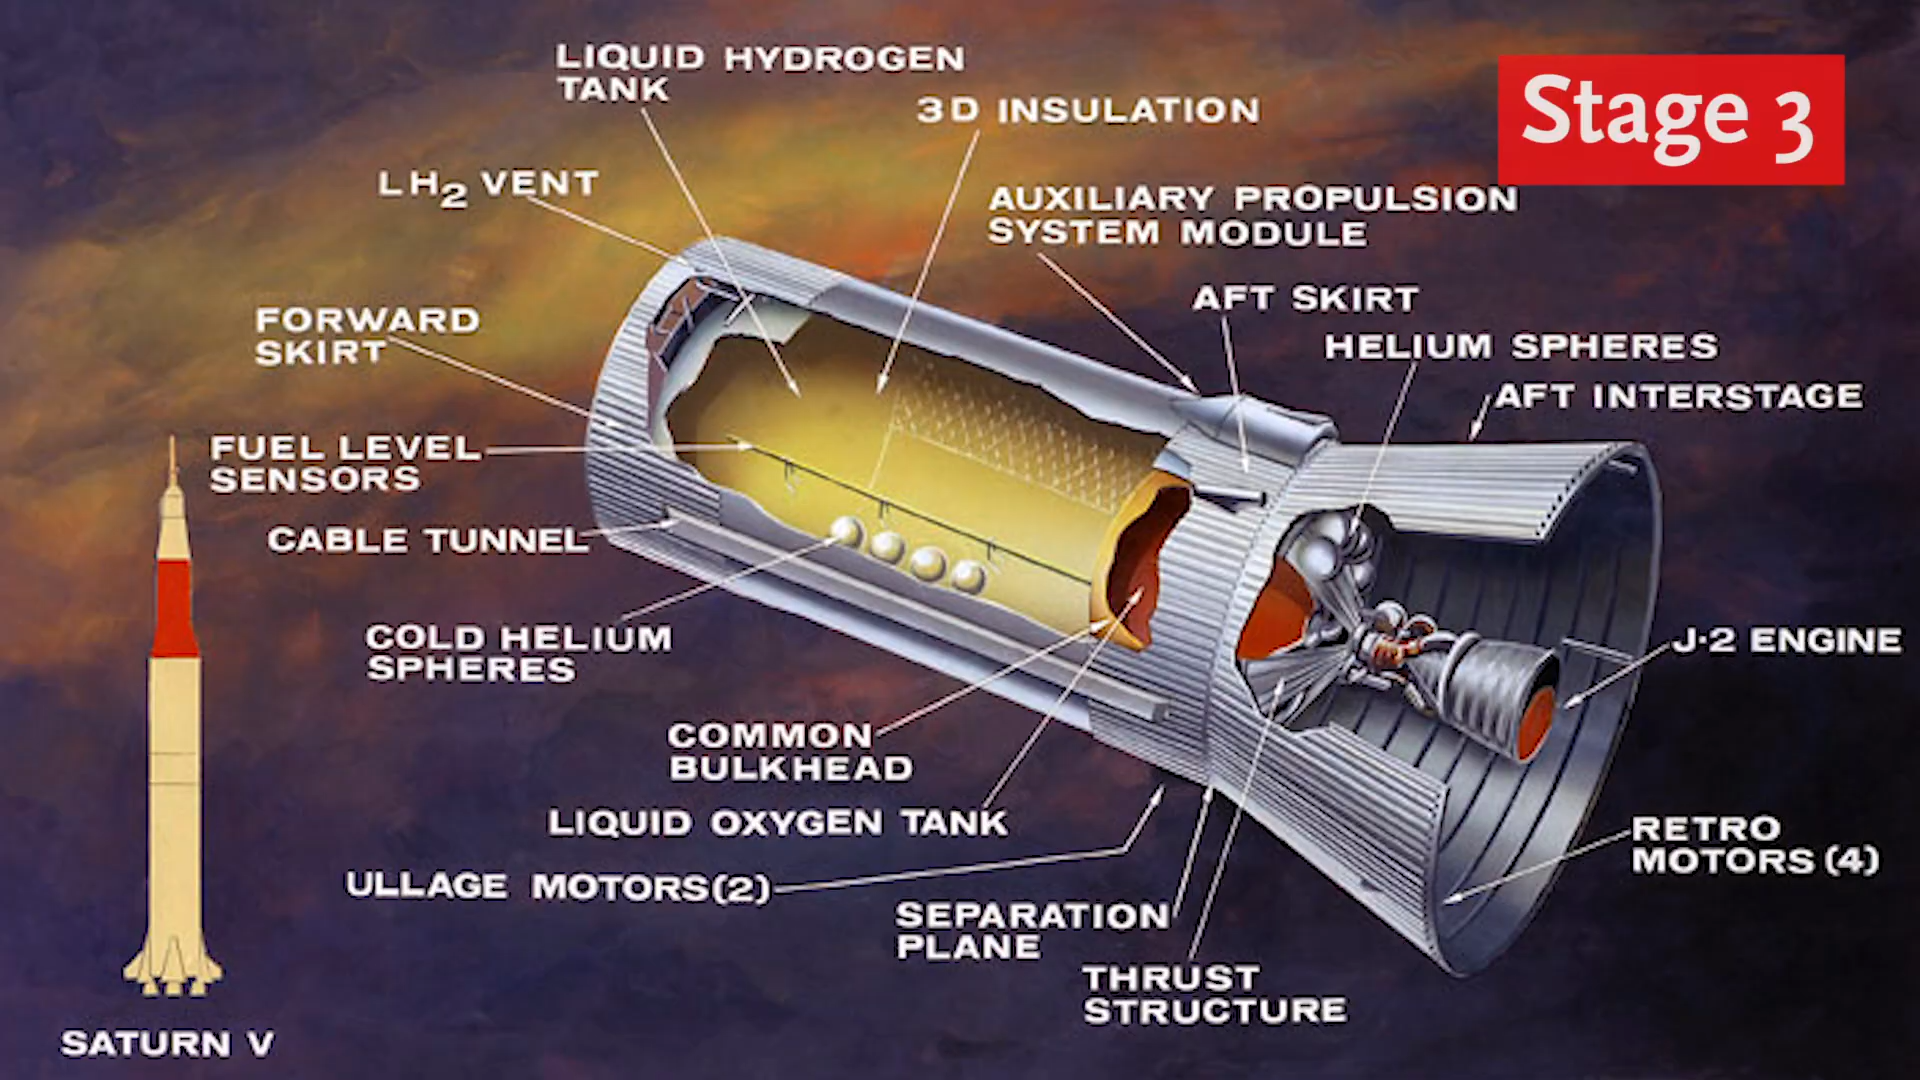 LIQUID HYDROGEN
TANK
3D INSULATION
Stage 3
LH2 VENT
AUXILIARY PROPULSION
SYSTEM MODULE
AFT SKIRT
FORWARD
SKIRT
HELIUM SPHERES
AFT INTERSTAGE
FUEL LEVEL
SENSORS
CABLE TUNNEL
COLD HELIUM
SPHERES
J-2 ENGINE
COMMON
BULKHEAD
LIQUID OXYGEN TANK
RETRO
MOTORS (4)
ULLAGE MOTORS(2)
SEPARATION
PLANE
THRUST
STRUCTURE
SATURN V